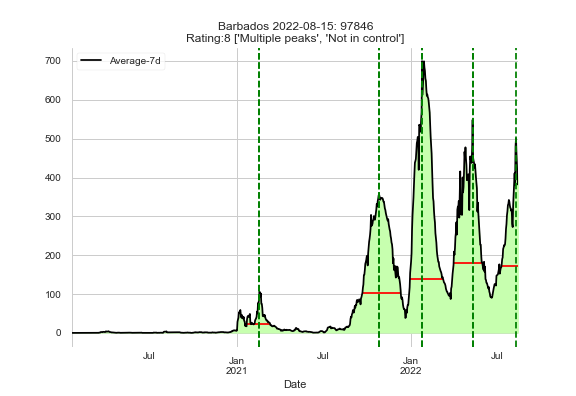 Barbados 2022-08-15: 97846
Rating:8 ['Multiple peaks', 'Not in control']
Average-7d
700
600
500
400
300
200
100
0
Jul
Jan
2021
Jul
Jan
2022
Jul
Date